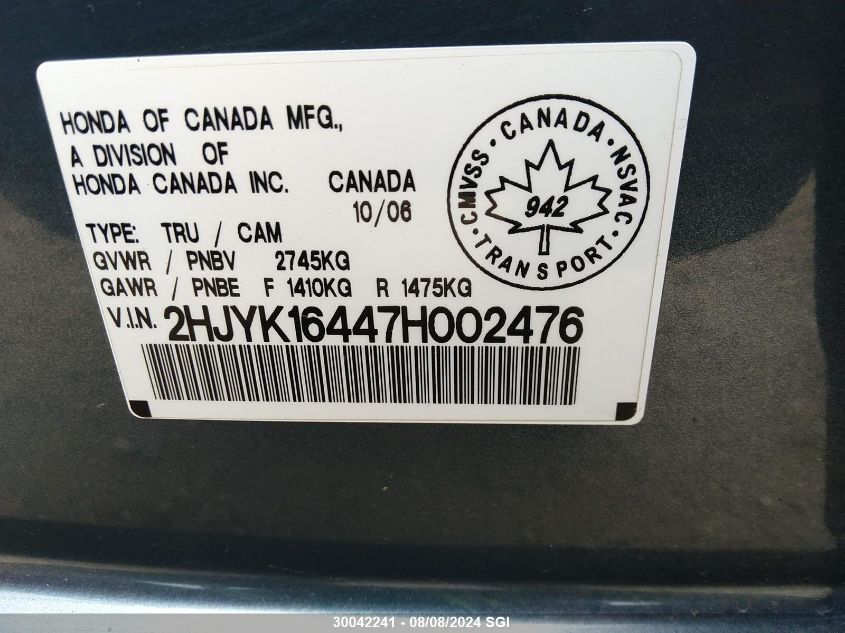 HONDA OF CANADA MFG.,
A DIVISION OF
HONDA CANADA INC. CANADA
10/06
TYPE: TRU / CAM
GVWR / PNBV 2745KG
GAWR / PNBE F 1410KG R 1475KG
V.I.N. 2HJYK16447H002476
CMVSS · CANADA · NSVAC · TRANSPORT ·
942
30042241 - 08/08/2024 SGI